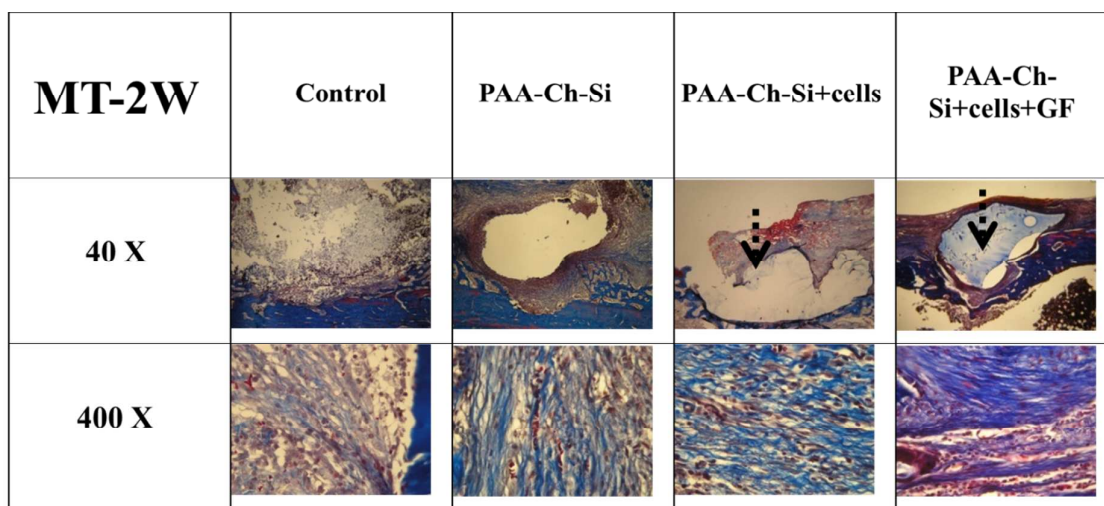 MT-2W
Control
PAA-Ch-Si
PAA-Ch-Si+cells
PAA-Ch-
Si+cells+GF
40 X
400 X